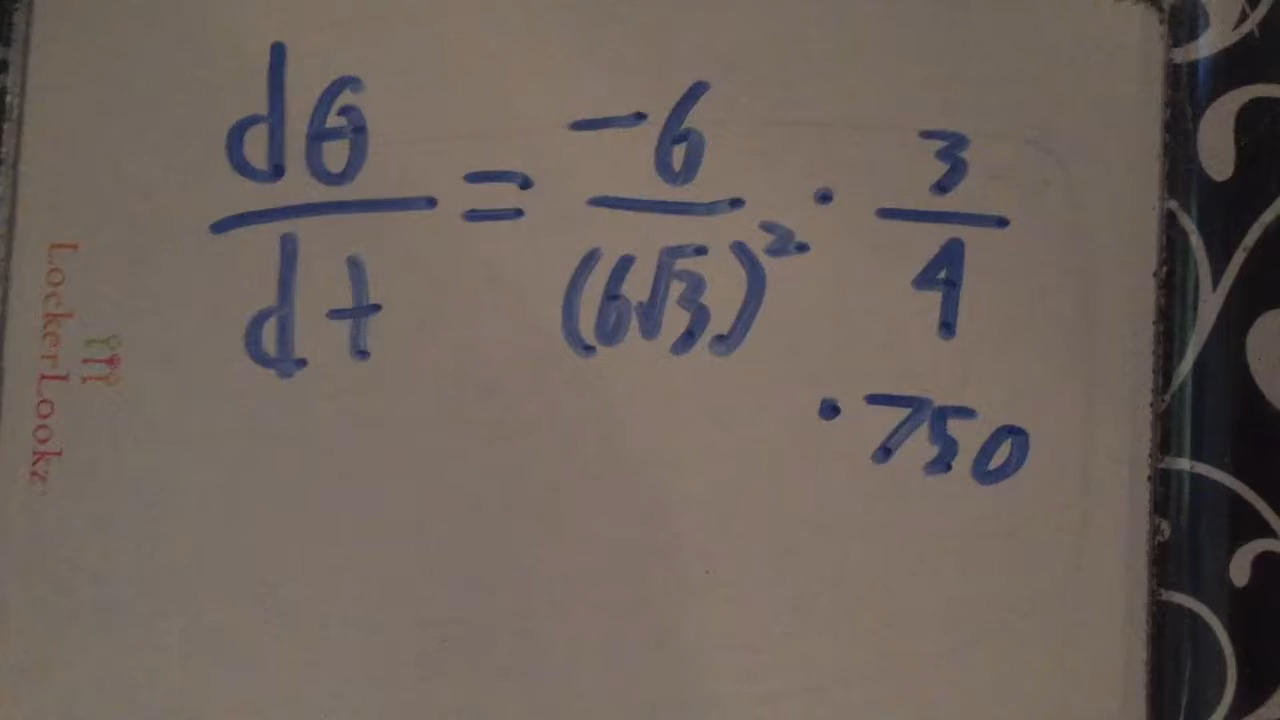 dθ/dt = -6/(6√3)² · 3/4
· 750
LockerLookz